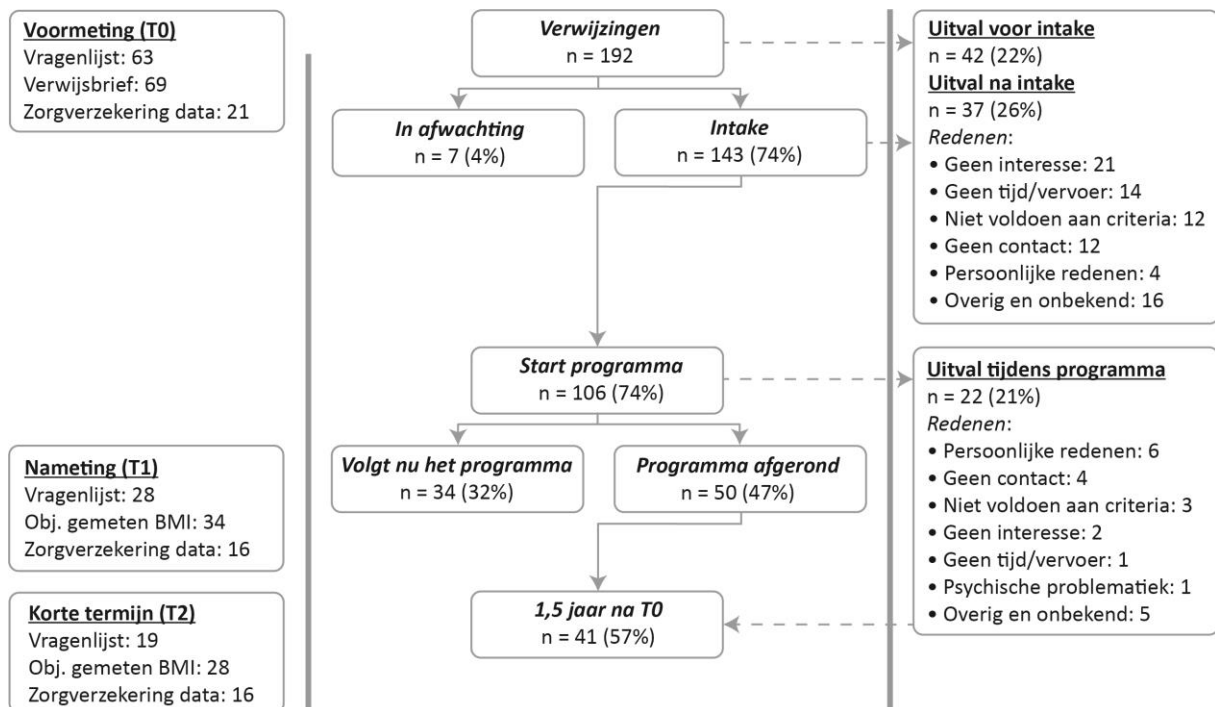 Voormeting (T0)
Vragenlijst: 63
Verwijsbrief: 69
Zorgverzekering data: 21
Verwijzingen
n = 192
In afwachting
n = 7 (4%)
Intake
n = 143 (74%)
Uitval voor intake
n = 42 (22%)
Uitval na intake
n = 37 (26%)
Redenen:
• Geen interesse: 21
• Geen tijd/vervoer: 14
• Niet voldoen aan criteria: 12
• Geen contact: 12
• Persoonlijke redenen: 4
• Overig en onbekend: 16
Start programma
n = 106 (74%)
Uitval tijdens programma
n = 22 (21%)
Redenen:
• Persoonlijke redenen: 6
• Geen contact: 4
• Niet voldoen aan criteria: 3
• Geen interesse: 2
• Geen tijd/vervoer: 1
• Psychische problematiek: 1
• Overig en onbekend: 5
Nameting (T1)
Vragenlijst: 28
Obj. gemeten BMI: 34
Zorgverzekering data: 16
Volgt nu het programma
n = 34 (32%)
Programma afgerond
n = 50 (47%)
Korte termijn (T2)
Vragenlijst: 19
Obj. gemeten BMI: 28
Zorgverzekering data: 16
1,5 jaar na T0
n = 41 (57%)